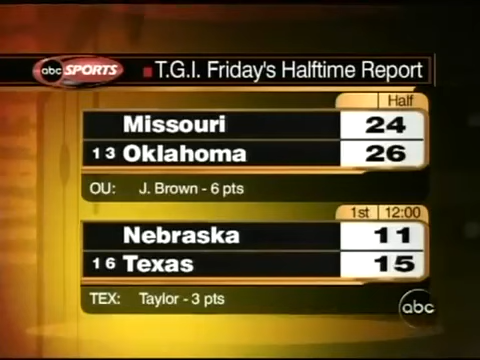 abc SPORTS T.G.I. Friday's Halftime Report
Half
Missouri 24
13 Oklahoma 26
OU: J. Brown - 6 pts
1st 12:00
Nebraska 11
16 Texas 15
TEX: Taylor - 3 pts
abc